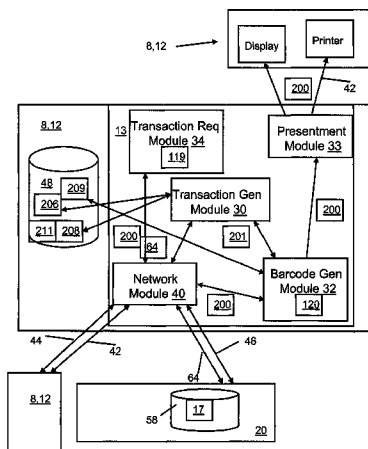 8,12
Display
Printer
200
42
8,12
13
Transaction Req
Module 34
119
Presentment
Module 33
48
209
206
211
208
Transaction Gen
Module 30
200
200
64
201
Network
Module 40
200
Barcode Gen
Module 32
120
44
42
46
64
8,12
58
17
20